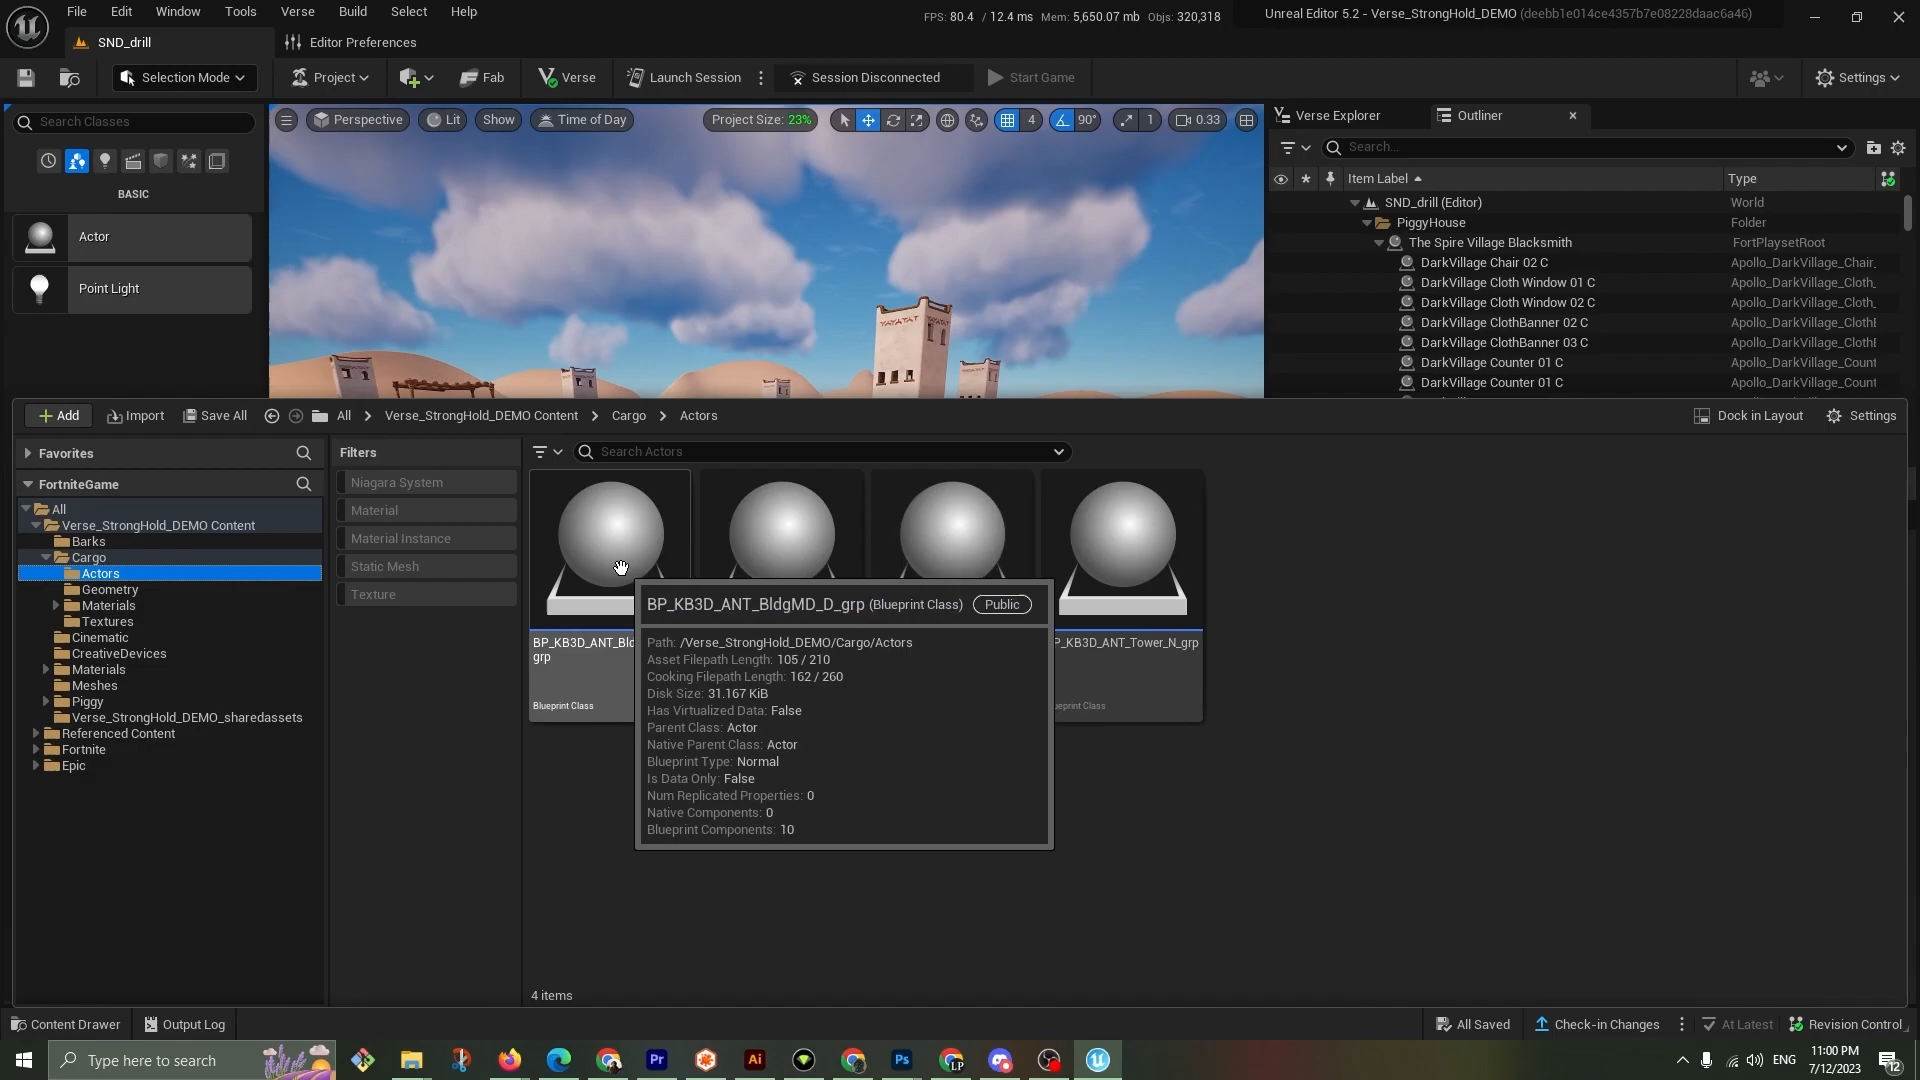 File Edit Window Tools Verse Build Select Help
FPS: 80.4 / 12.4 ms Mem: 5,650.07 mb Objs: 320,318
Unreal Editor 5.2 - Verse_StrongHold_DEMO (deebb1e014ce4357b7e08228daac6a46)
SND_drill
Editor Preferences
Selection Mode
Project
Fab
Verse
Launch Session
Session Disconnected
Start Game
Settings
Search Classes
BASIC
Actor
Point Light
Perspective
Lit
Show
Time of Day
Project Size: 23%
4
90°
1
0.33
Verse Explorer
Outliner
Search...
Item Label
Type
SND_drill (Editor) World
PiggyHouse Folder
The Spire Village Blacksmith FortPlaysetRoot
DarkVillage Chair 02 C Apollo_DarkVillage_Chair_
DarkVillage Cloth Window 01 C Apollo_DarkVillage_Cloth_
DarkVillage Cloth Window 02 C Apollo_DarkVillage_Cloth_
DarkVillage ClothBanner 02 C Apollo_DarkVillage_Cloth
DarkVillage ClothBanner 03 C Apollo_DarkVillage_Cloth
DarkVillage Counter 01 C Apollo_DarkVillage_Count
DarkVillage Counter 01 C Apollo_DarkVillage_Count
Add
Import
Save All
All
Verse_StrongHold_DEMO Content
Cargo
Actors
Dock in Layout
Settings
Favorites
FortniteGame
All
Verse_StrongHold_DEMO Content
Barks
Cargo
Actors
Geometry
Materials
Textures
Cinematic
CreativeDevices
Materials
Meshes
Piggy
Verse_StrongHold_DEMO_sharedassets
Referenced Content
Fortnite
Epic
Filters
Niagara System
Material
Material Instance
Static Mesh
Texture
Search Actors
BP_KB3D_ANT_Bld
grp
Blueprint Class
P_KB3D_ANT_Tower_N_grp
eprint Class
BP_KB3D_ANT_BldgMD_D_grp (Blueprint Class) Public
Path: /Verse_StrongHold_DEMO/Cargo/Actors
Asset Filepath Length: 105 / 210
Cooking Filepath Length: 162 / 260
Disk Size: 31.167 KiB
Has Virtualized Data: False
Parent Class: Actor
Native Parent Class: Actor
Blueprint Type: Normal
Is Data Only: False
Num Replicated Properties: 0
Native Components: 0
Blueprint Components: 10
4 items
Content Drawer
Output Log
All Saved
Check-in Changes
At Latest
Revision Control
Type here to search
Pr
Ai
Ps
LP
ENG
11:00 PM
7/12/2023
12